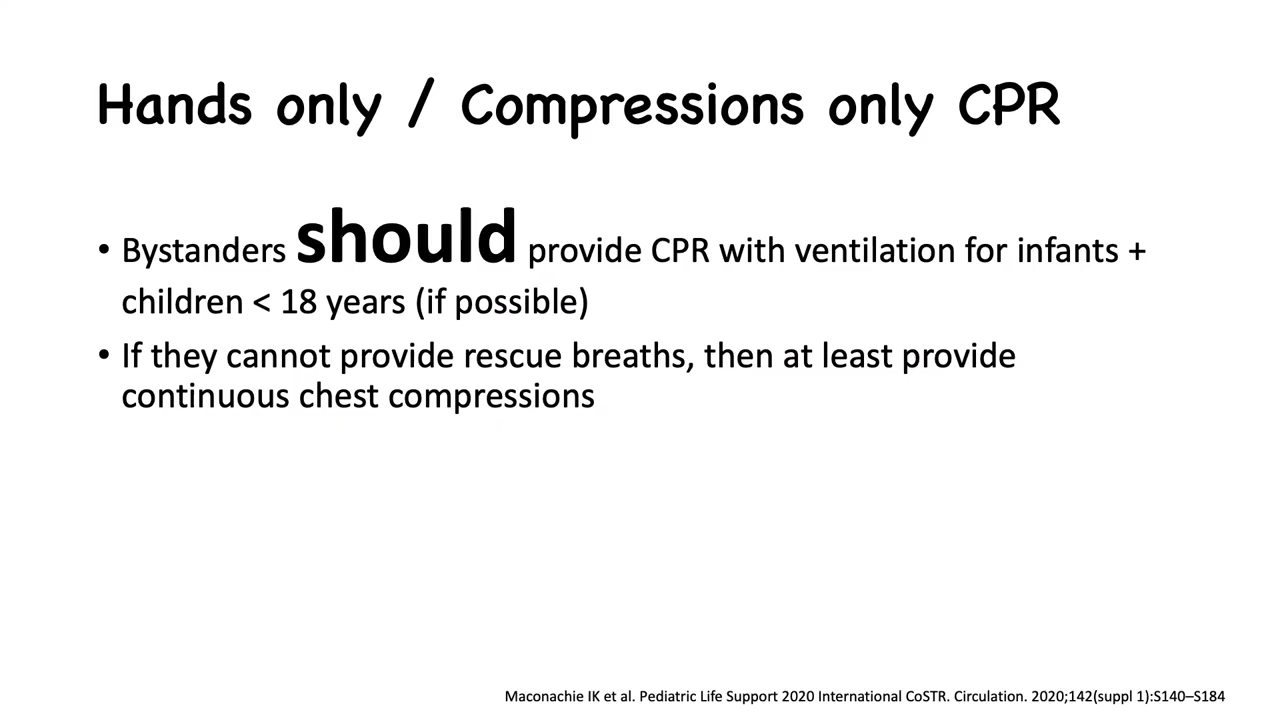 Hands only / Compressions only CPR
• Bystanders should provide CPR with ventilation for infants +
children < 18 years (if possible)
• If they cannot provide rescue breaths, then at least provide
continuous chest compressions
Maconachie IK et al. Pediatric Life Support 2020 International CoSTR. Circulation. 2020;142(suppl 1):S140–S184